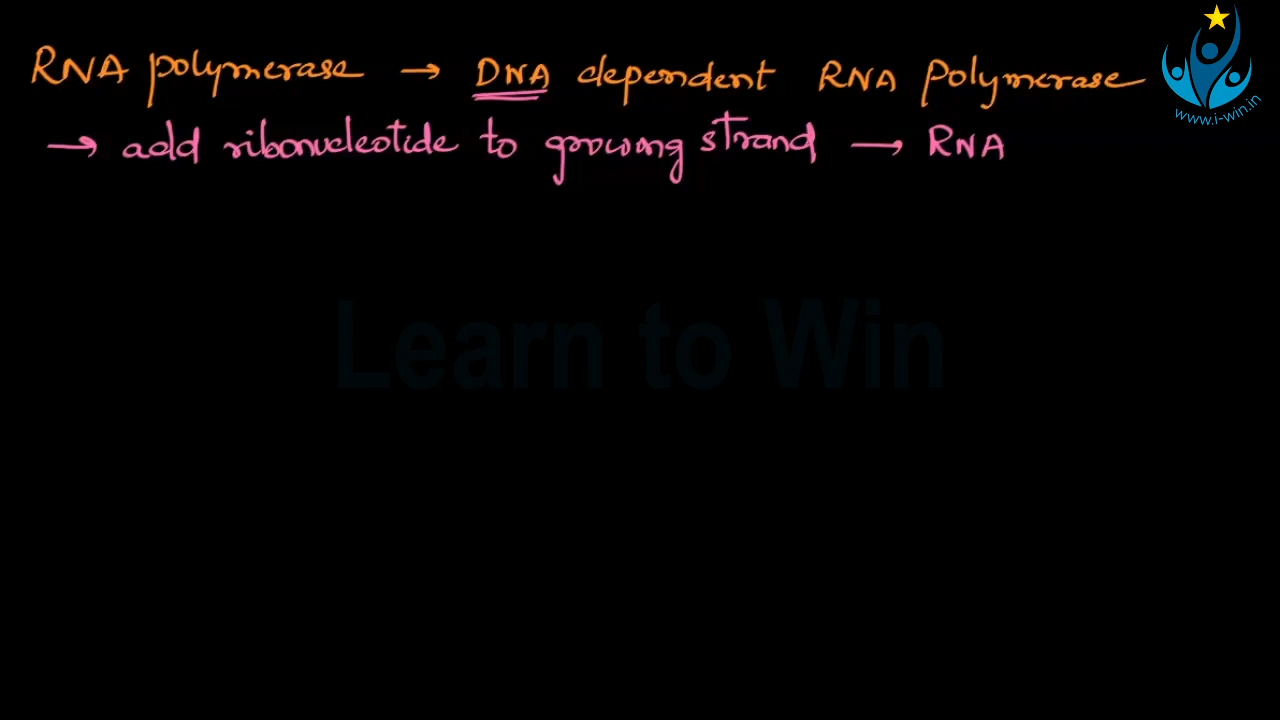 RNA polymerase → DNA dependent RNA Polymerase
→ add ribonucleotide to growing strand → RNA
www.i-win.in
Learn to Win